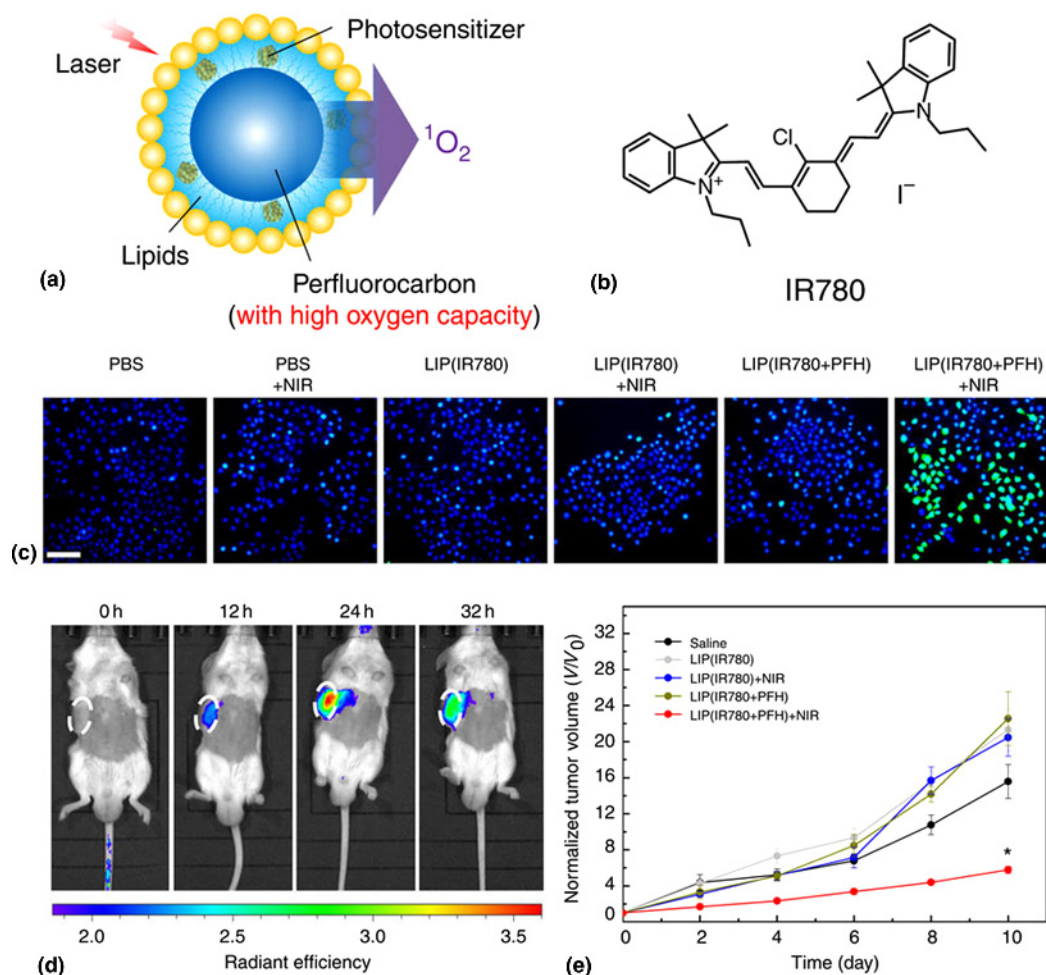 Photosensitizer
Laser
¹O₂
Lipids
Perfluorocarbon
(with high oxygen capacity)
(a)
Cl
N
N⁺
I⁻
(b)
IR780
PBS
PBS
+NIR
LIP(IR780)
LIP(IR780)
+NIR
LIP(IR780+PFH)
LIP(IR780+PFH)
+NIR
(c)
0 h
12 h
24 h
32 h
2.0
2.5
3.0
3.5
Radiant efficiency
(d)
Normalized tumor volume (V/V₀)
32
28
24
20
16
12
8
4
0
Saline
LIP(IR780)
LIP(IR780)+NIR
LIP(IR780+PFH)
LIP(IR780+PFH)+NIR
*
0
2
4
6
8
10
Time (day)
(e)